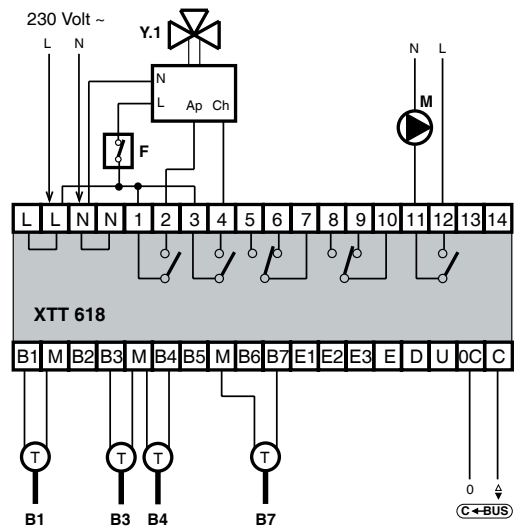 230 Volt ~
Y.1
L N
N
L
Ap Ch
F
N L
M
L L N N 1 2 3 4 5 6 7 8 9 10 11 12 13 14
XTT 618
B1 M B2 B3 M B4 B5 M B6 B7 E1 E2 E3 E D U 0C C
T T T T
0
B1 B3 B4 B7
C BUS